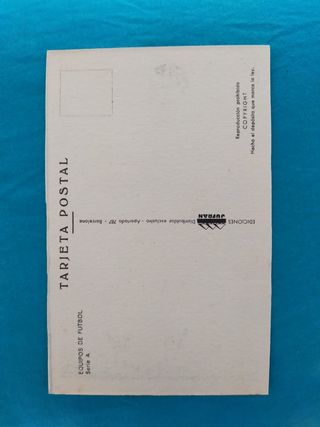 EQUIPOS DE FUTBOL
Serie A
TARJETA POSTAL
EDICIONES
JUFRAN
Distribuidor exclusivo - Apartado 767 - Barcelona
Reproducción prohibida
COPYRIGHT
Hecho el depósito que marca la ley.